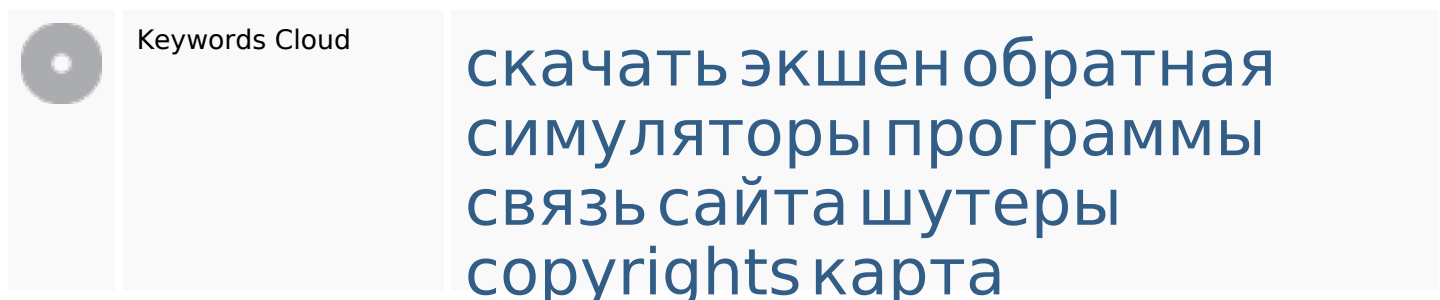 Keywords Cloud
скачать экшен обратная
симуляторы программы
связь сайта шутеры
copyrights карта